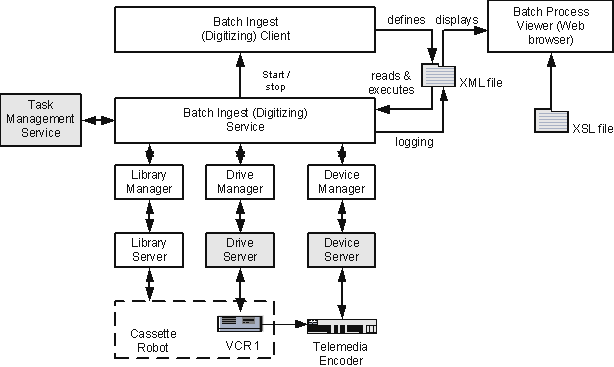 Batch Ingest
(Digitizing) Client
defines
displays
Batch Process
Viewer (Web
browser)
Start /
stop
reads &
executes
XML file
Task
Management
Service
Batch Ingest (Digitizing)
Service
logging
XSL file
Library
Manager
Drive
Manager
Device
Manager
Library
Server
Drive
Server
Device
Server
Cassette
Robot
VCR 1
Telemedia
Encoder